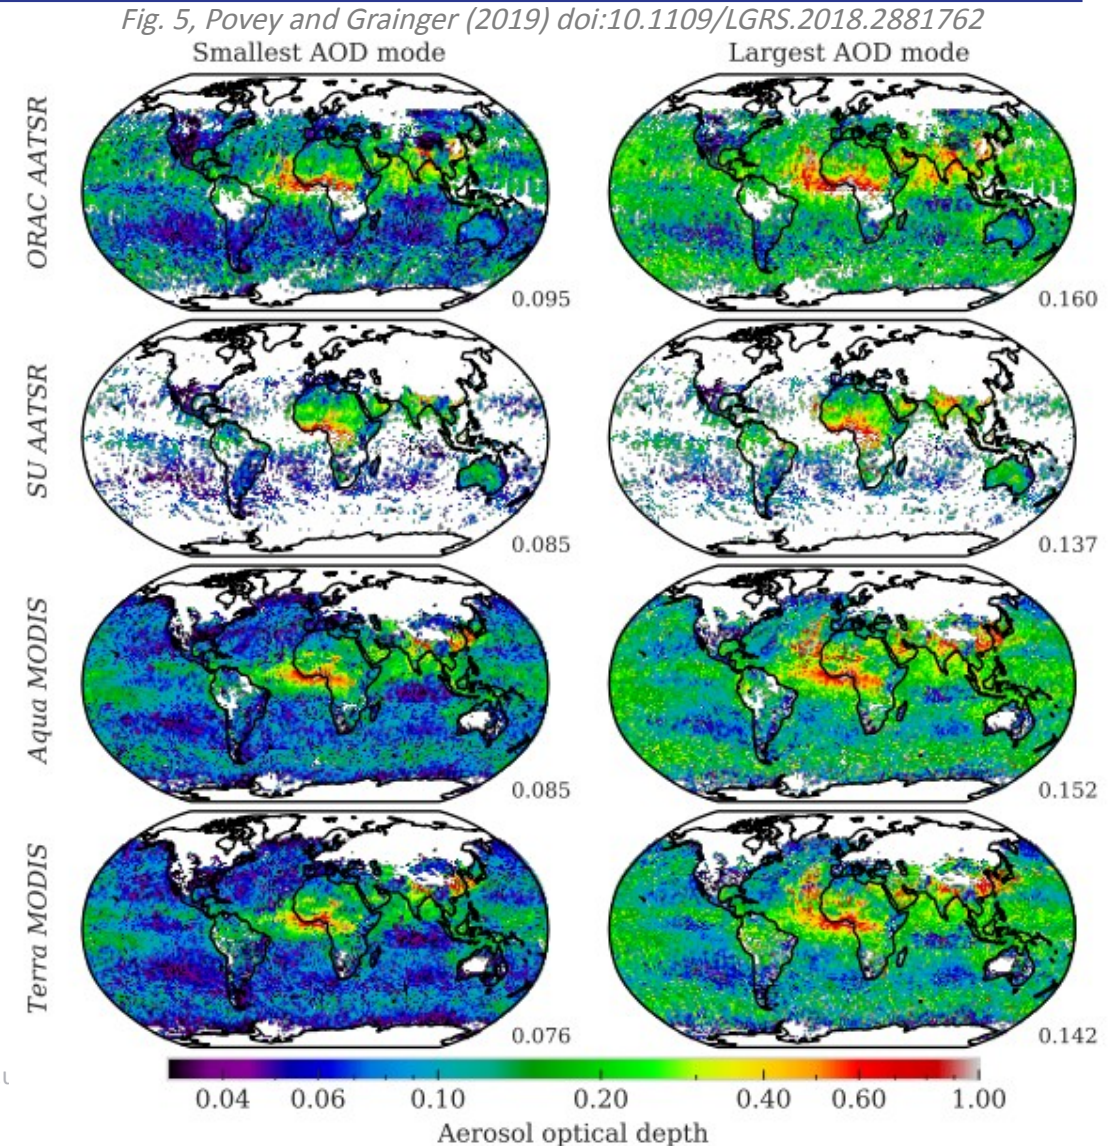 Fig. 5, Povey and Grainger (2019) doi:10.1109/LGRS.2018.2881762
Smallest AOD mode Largest AOD mode
ORAC AATSR
0.095 0.160
SU AATSR
0.085 0.137
Aqua MODIS
0.085 0.152
Terra MODIS
0.076 0.142
0.04 0.06 0.10 0.20 0.40 0.60 1.00
Aerosol optical depth